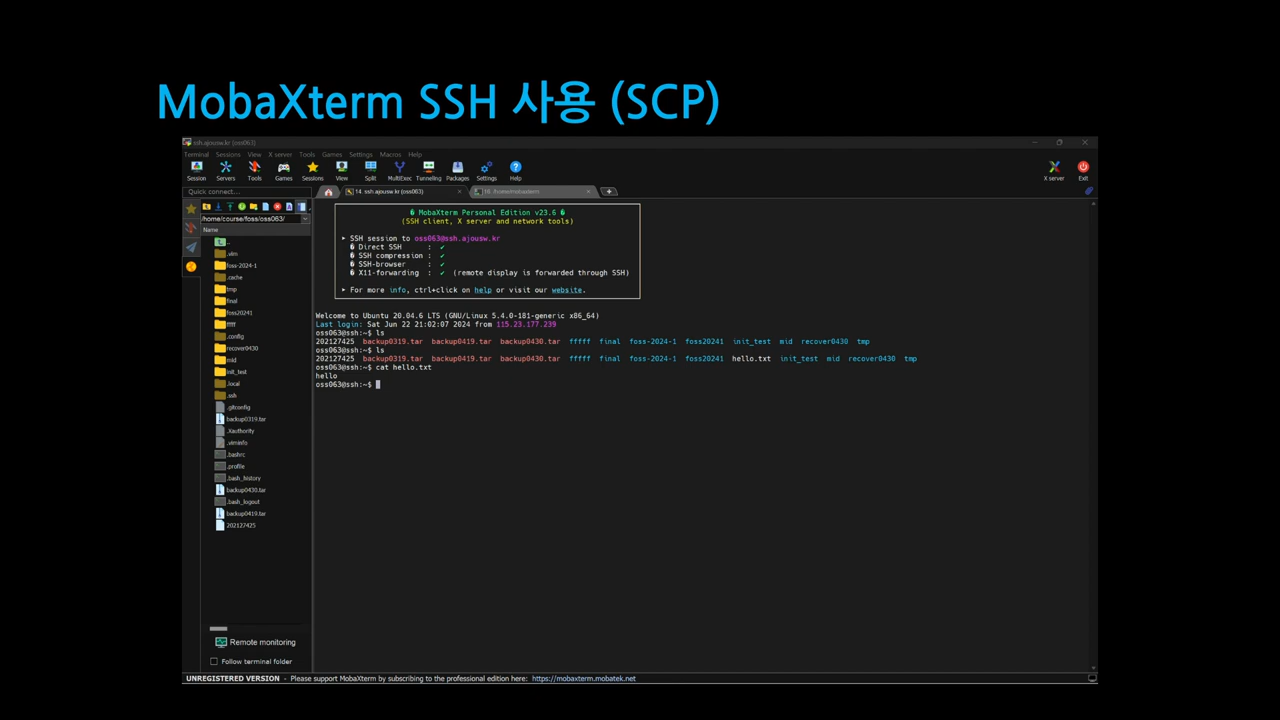 MobaXterm SSH 사용 (SCP)
ssh.ajousw.kr (oss063)
Terminal Sessions View X server Tools Games Settings Macros Help
Session Servers Tools Games Sessions View Split MultiExec Tunneling Packages Settings Help X server Exit
Quick connect...
14. ssh.ajousw.kr (oss063)
/home/course/foss/oss063/
Name
..
.vim
foss-2024-1
.cache
tmp
final
foss20241
fffff
.config
recover0430
mid
init_test
.local
.ssh
.gitconfig
backup0319.tar
.Xauthority
.viminfo
.bashrc
.profile
.bash_history
backup0430.tar
.bash_logout
backup0419.tar
202127425
Remote monitoring
Follow terminal folder
MobaXterm Personal Edition v23.6
(SSH client, X server and network tools)
➤ SSH session to oss063@ssh.ajousw.kr
Direct SSH : ✓
SSH compression : ✓
SSH-browser : ✓
X11-forwarding : ✓ (remote display is forwarded through SSH)
➤ For more info, ctrl+click on help or visit our website.
Welcome to Ubuntu 20.04.6 LTS (GNU/Linux 5.4.0-181-generic x86_64)
Last login: Sat Jun 22 21:02:07 2024 from 115.23.177.239
oss063@ssh:~$ ls
202127425 backup0319.tar backup0419.tar backup0430.tar fffff final foss-2024-1 foss20241 init_test mid recover0430 tmp
oss063@ssh:~$ ls
202127425 backup0319.tar backup0419.tar backup0430.tar fffff final foss-2024-1 foss20241 hello.txt init_test mid recover0430 tmp
oss063@ssh:~$ cat hello.txt
hello
oss063@ssh:~$
UNREGISTERED VERSION - Please support MobaXterm by subscribing to the professional edition here: https://mobaxterm.mobatek.net